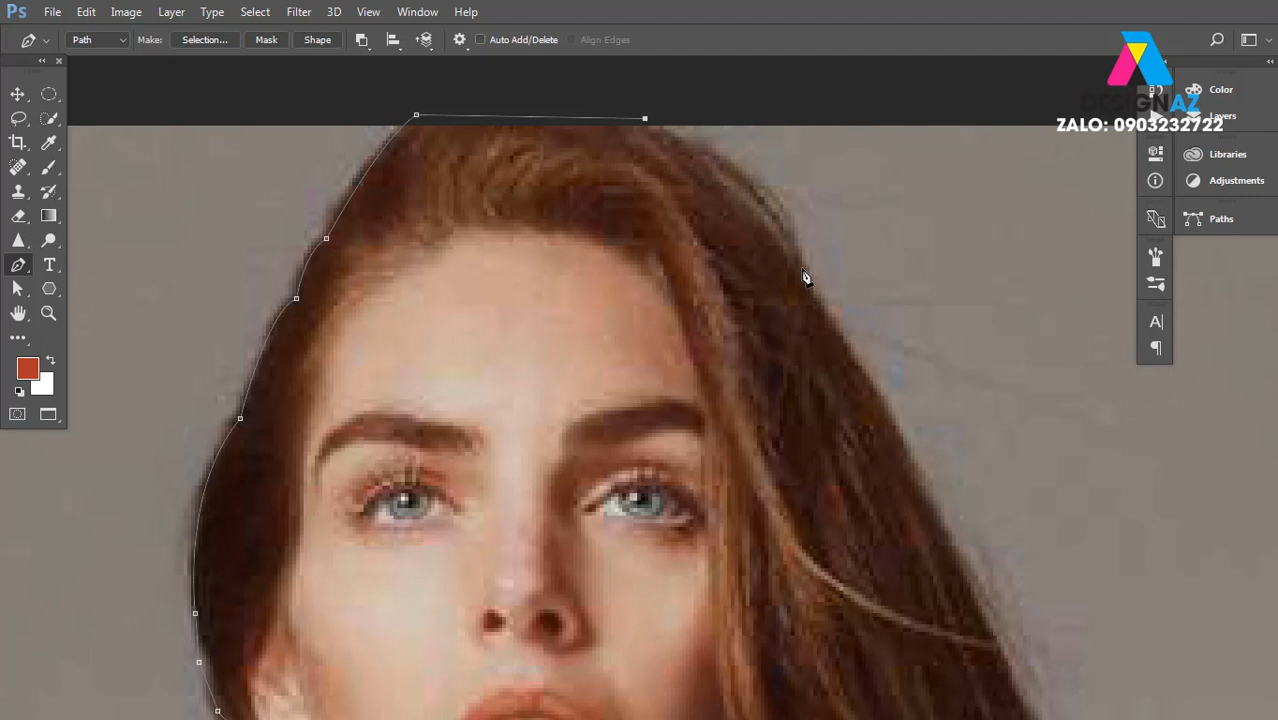 Ps File Edit Image Layer Type Select Filter 3D View Window Help
Path Make: Selection... Mask Shape Auto Add/Delete Align Edges
DESIGNAZ
ZALO: 0903232722
Color
Layers
Libraries
Adjustments
Paths